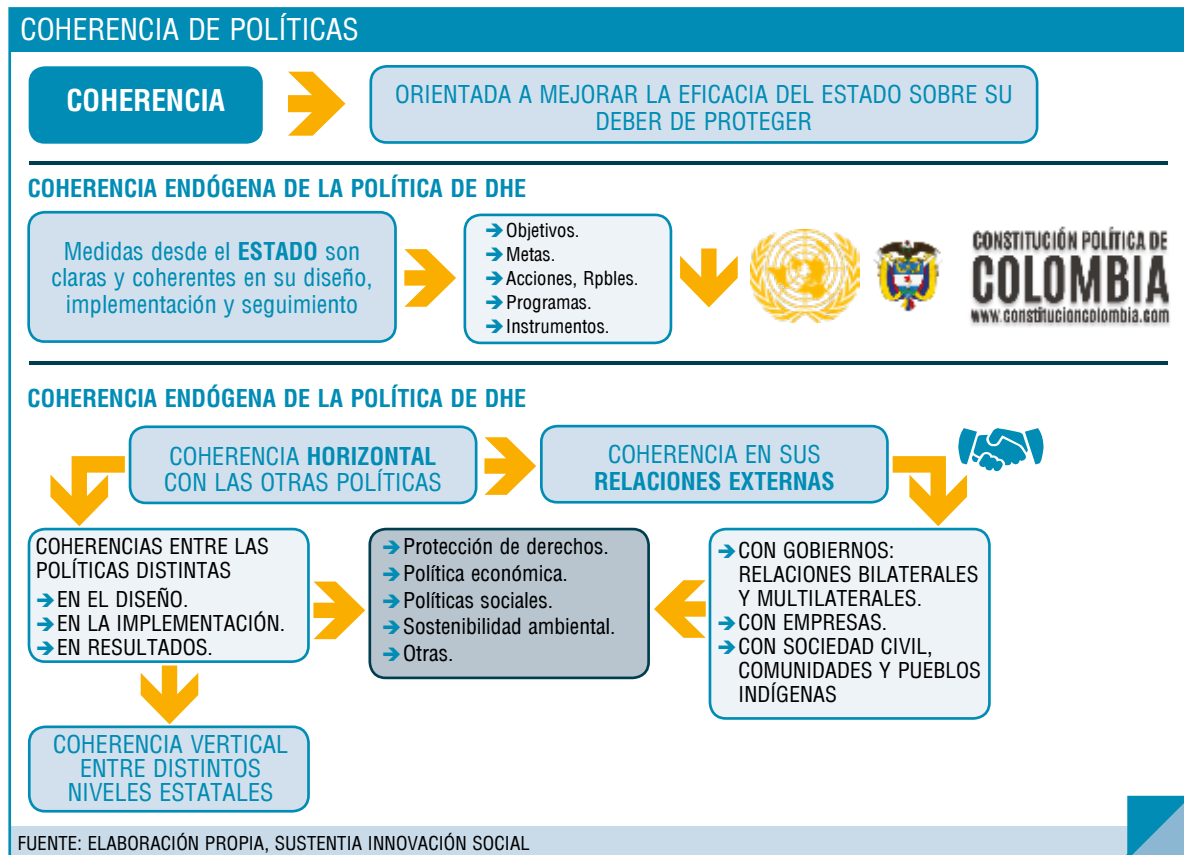 COHERENCIA DE POLÍTICAS
COHERENCIA
ORIENTADA A MEJORAR LA EFICACIA DEL ESTADO SOBRE SU
DEBER DE PROTEGER
COHERENCIA ENDÓGENA DE LA POLÍTICA DE DHE
Medidas desde el ESTADO son
claras y coherentes en su diseño,
implementación y seguimiento
Objetivos.
Metas.
Acciones, Rpbles.
Programas.
Instrumentos.
CONSTITUCIÓN POLÍTICA DE
COLOMBIA
www.constitucioncolombia.com
COHERENCIA ENDÓGENA DE LA POLÍTICA DE DHE
COHERENCIA HORIZONTAL
CON LAS OTRAS POLÍTICAS
COHERENCIA EN SUS
RELACIONES EXTERNAS
COHERENCIAS ENTRE LAS
POLÍTICAS DISTINTAS
EN EL DISEÑO.
EN LA IMPLEMENTACIÓN.
EN RESULTADOS.
Protección de derechos.
Política económica.
Políticas sociales.
Sostenibilidad ambiental.
Otras.
CON GOBIERNOS:
RELACIONES BILATERALES
Y MULTILATERALES.
CON EMPRESAS.
CON SOCIEDAD CIVIL,
COMUNIDADES Y PUEBLOS
INDÍGENAS
COHERENCIA VERTICAL
ENTRE DISTINTOS
NIVELES ESTATALES
FUENTE: ELABORACIÓN PROPIA, SUSTENTIA INNOVACIÓN SOCIAL